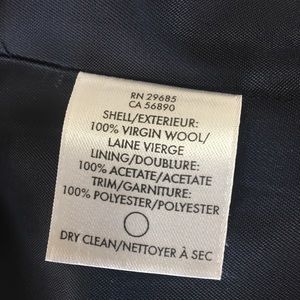 RN 29685
CA 56890
SHELL/EXTERIEUR:
100% VIRGIN WOOL/
LAINE VIERGE
LINING/DOUBLURE:
100% ACETATE/ACETATE
TRIM/GARNITURE:
100% POLYESTER/POLYESTER
DRY CLEAN/NETTOYER À SEC